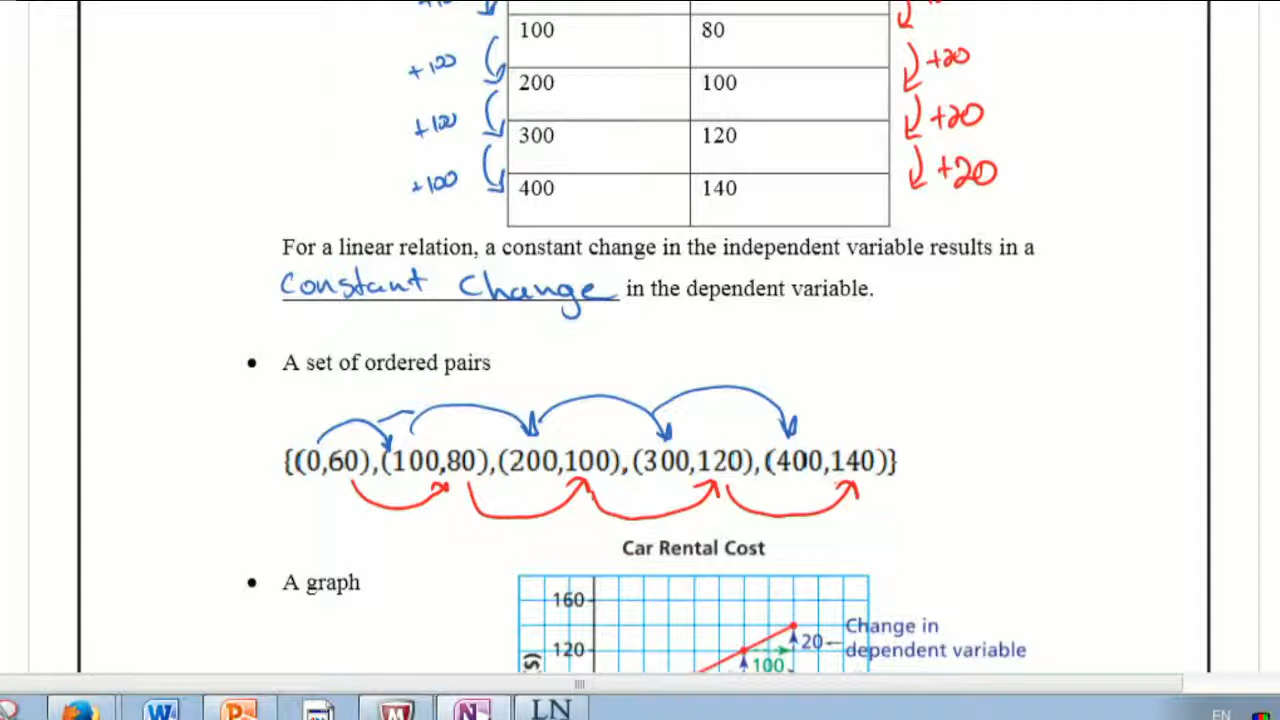 100 80
+100 +20
200 100
+100 +20
300 120
+100 +20
400 140
For a linear relation, a constant change in the independent variable results in a
Constant Change in the dependent variable.
• A set of ordered pairs
{(0,60),(100,80),(200,100),(300,120),(400,140)}
Car Rental Cost
• A graph
160
20 Change in
120 dependent variable
100
W P M N LN
EN